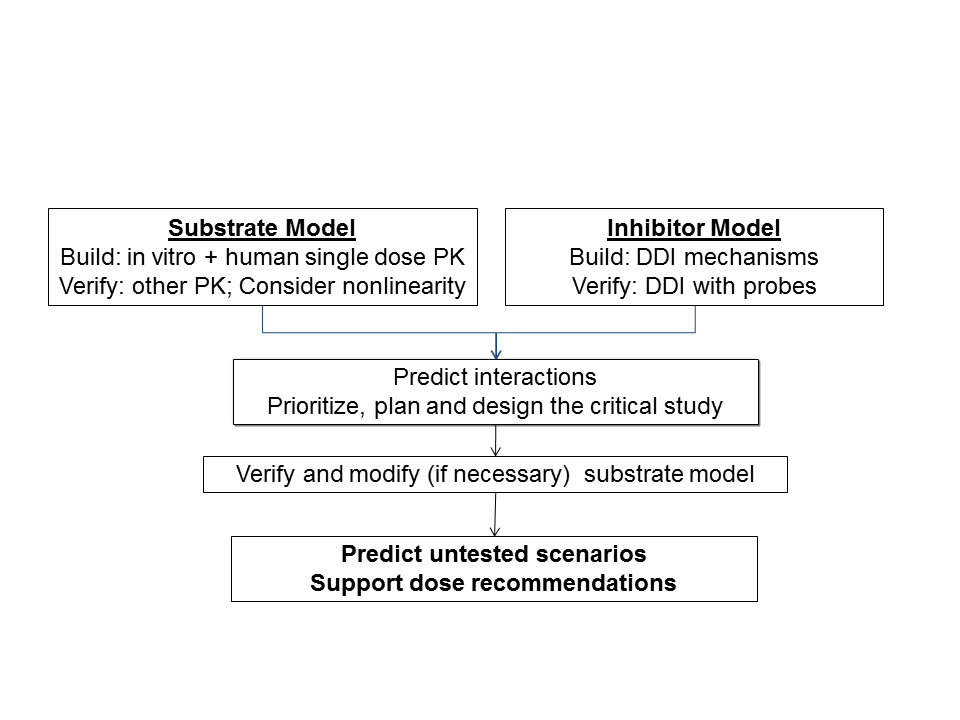 Substrate Model
Build: in vitro + human single dose PK
Verify: other PK; Consider nonlinearity
Inhibitor Model
Build: DDI mechanisms
Verify: DDI with probes
Predict interactions
Prioritize, plan and design the critical study
Verify and modify (if necessary)  substrate model
Predict untested scenarios
Support dose recommendations